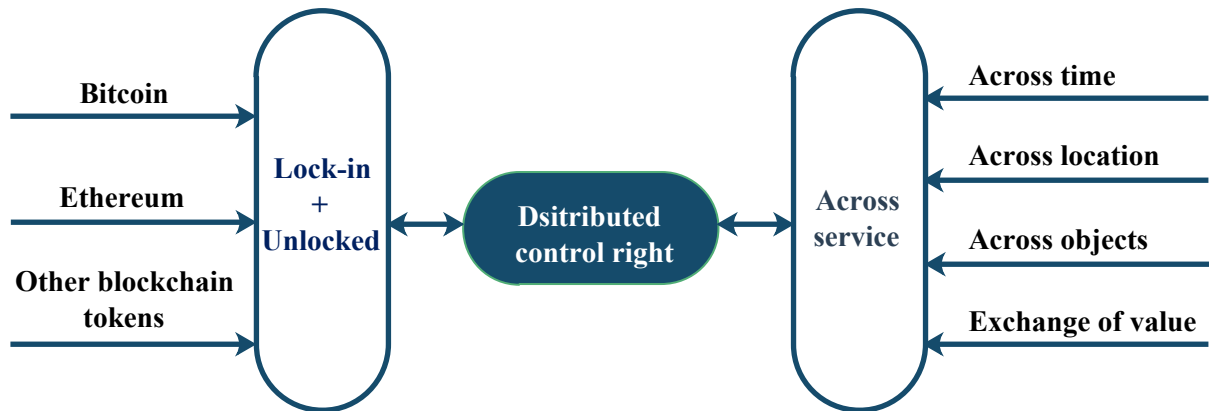 Bitcoin
Ethereum
Other blockchain
tokens
Lock-in
+
Unlocked
Dsitributed
control right
Across
service
Across time
Across location
Across objects
Exchange of value